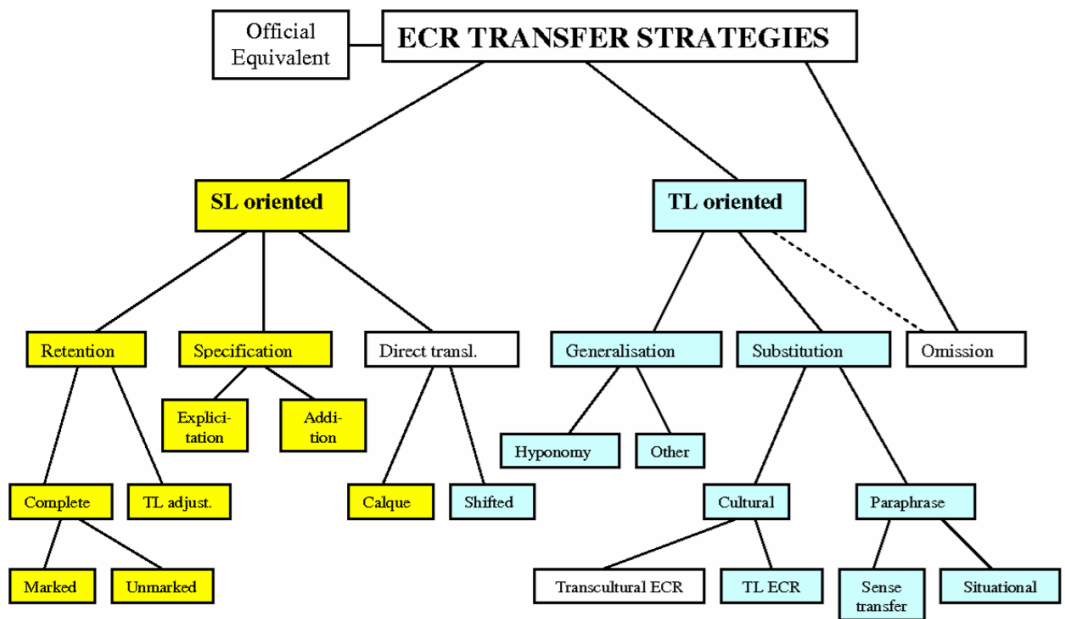 Official
Equivalent
ECR TRANSFER STRATEGIES
SL oriented
TL oriented
Retention
Specification
Direct transl.
Generalisation
Substitution
Omission
Explici-
tation
Addi-
tion
Hyponomy
Other
Complete
TL adjust.
Calque
Shifted
Cultural
Paraphrase
Marked
Unmarked
Transcultural ECR
TL ECR
Sense
transfer
Situational